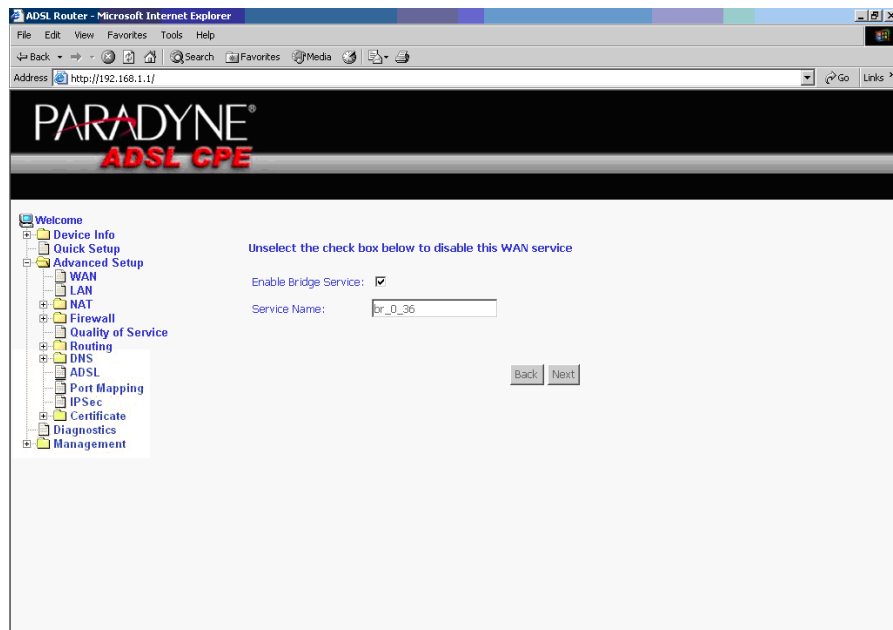 ADSL Router - Microsoft Internet Explorer
File Edit View Favorites Tools Help
Back Search Favorites Media
Address http://192.168.1.1/ Go Links »
PARADYNE®
ADSL CPE
Welcome
Device Info
Quick Setup
Advanced Setup
WAN
LAN
NAT
Firewall
Quality of Service
Routing
DNS
ADSL
Port Mapping
IPSec
Certificate
Diagnostics
Management
Unselect the check box below to disable this WAN service
Enable Bridge Service:
Service Name: br_0_36
Back Next